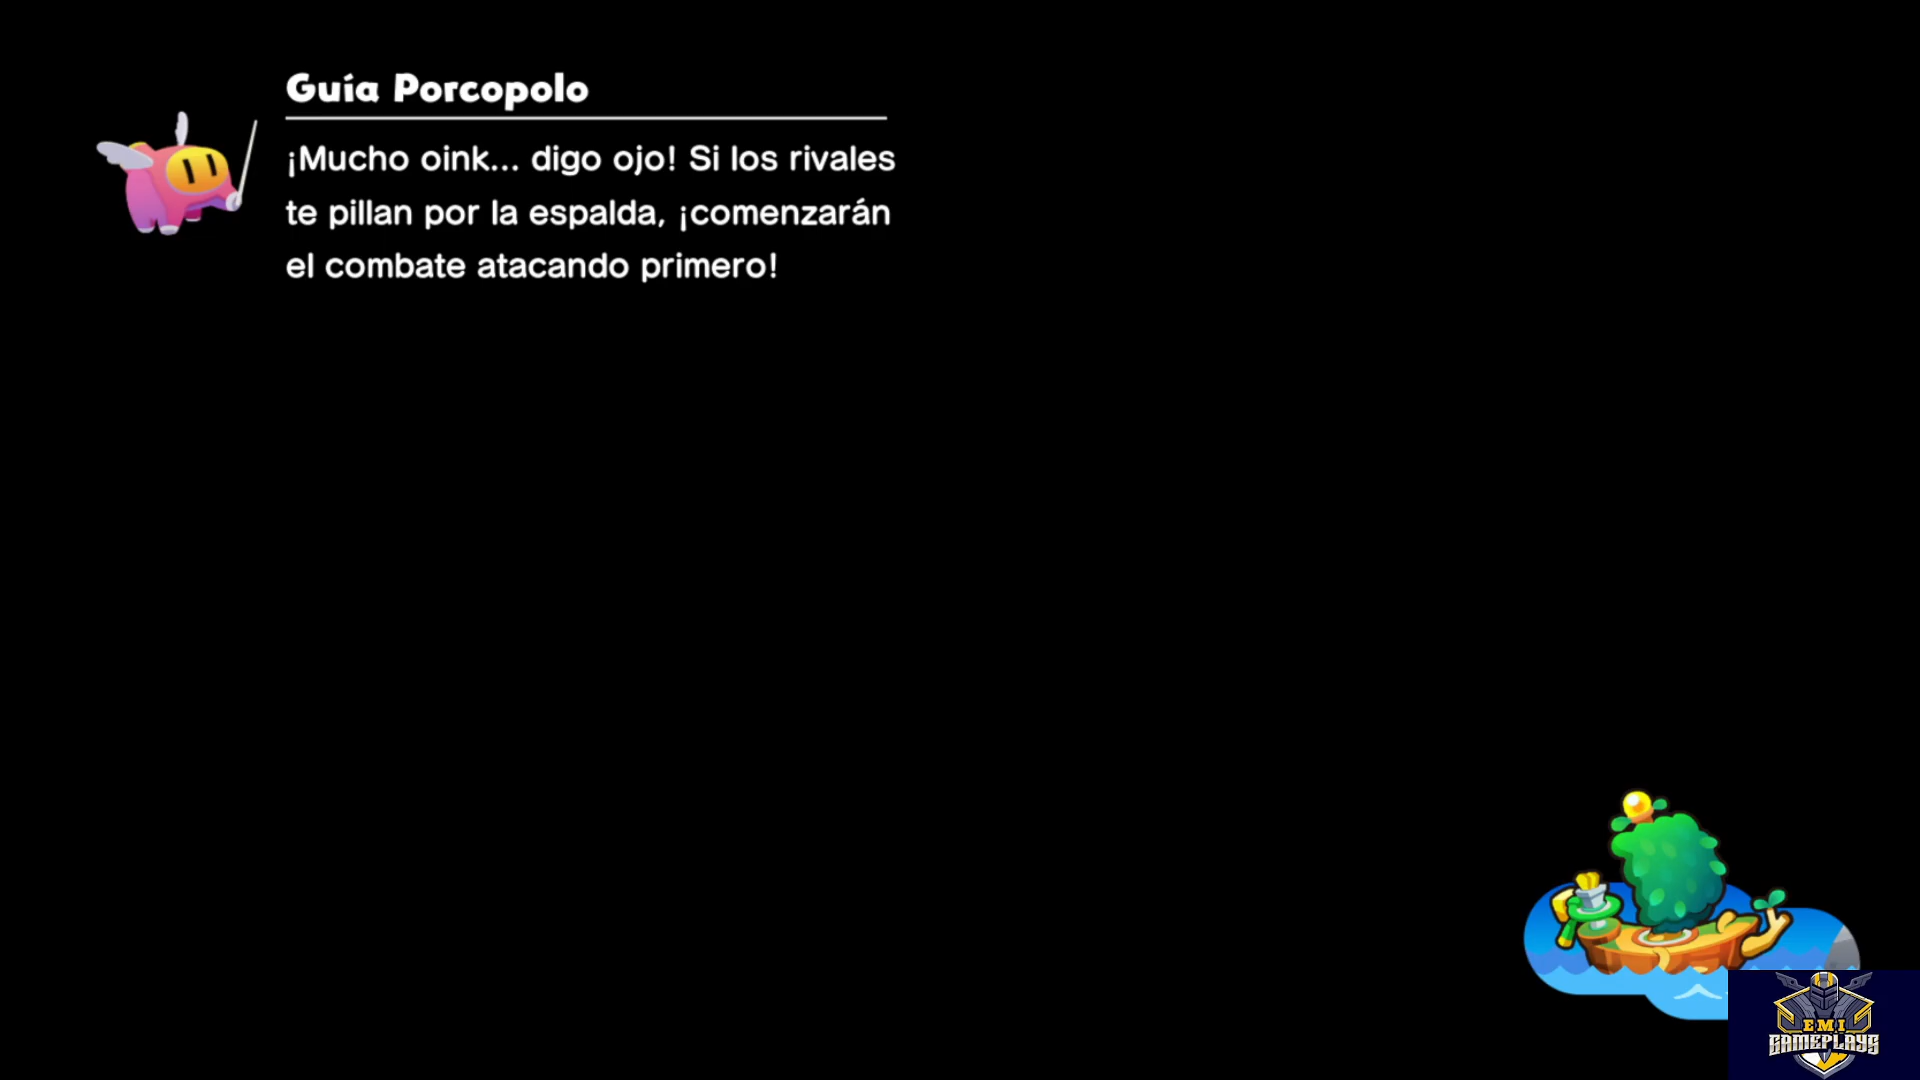 Guía Porcopolo
¡Mucho oink... digo ojo! Si los rivales
te pillan por la espalda, ¡comenzarán
el combate atacando primero!
EMI
GAMEPLAYS